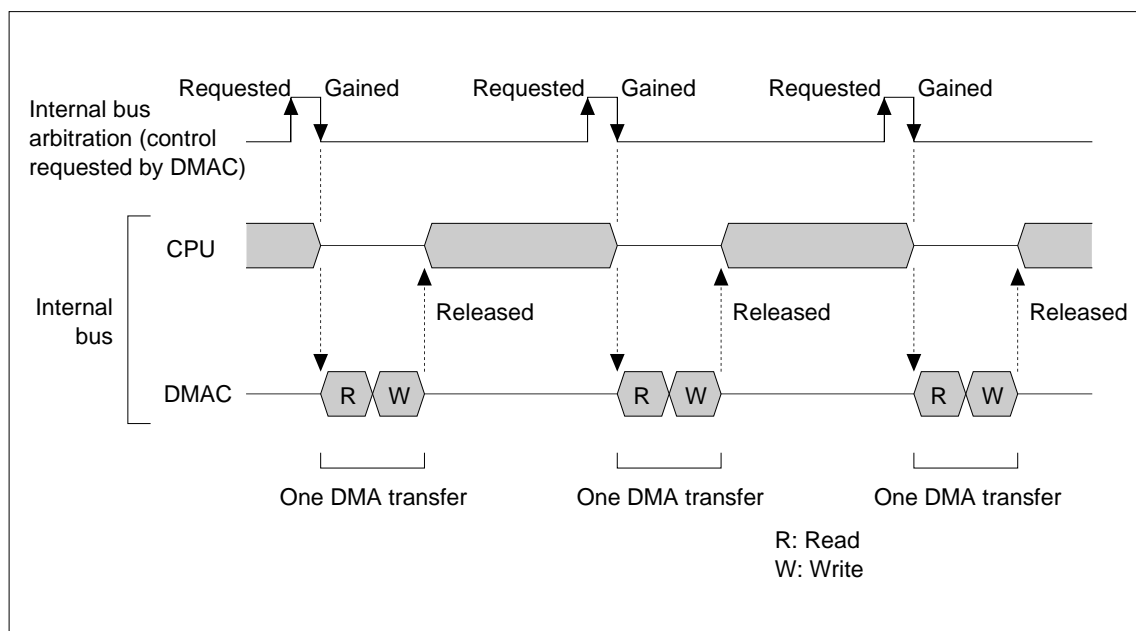 Requested Gained Requested Gained Requested Gained
Internal bus
arbitration (control
requested by DMAC)
CPU
Internal
bus
Released Released Released
DMAC
R W R W R W
One DMA transfer One DMA transfer One DMA transfer
R: Read
W: Write